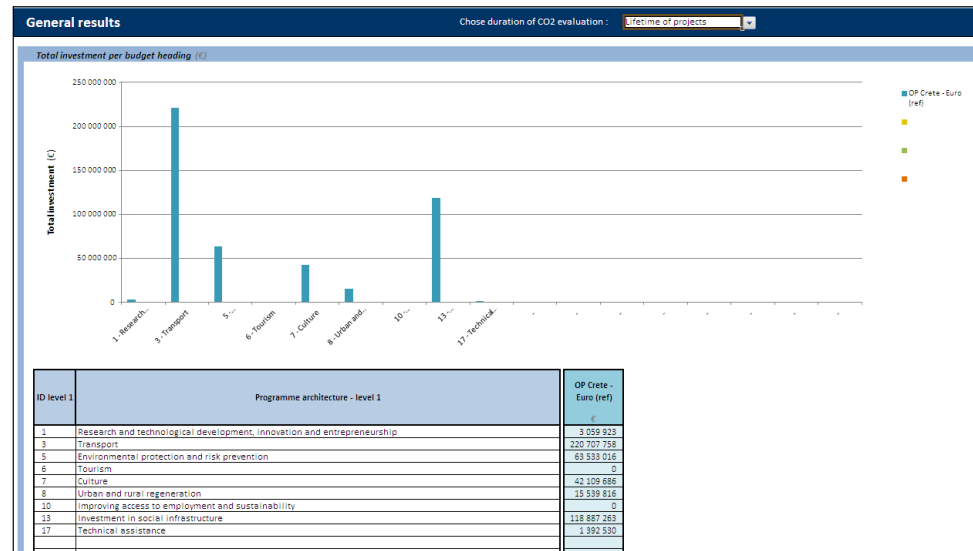 General results
Chose duration of CO2 evaluation : Lifetime of projects
Total investment per budget heading (€)
250 000 000
200 000 000
150 000 000
100 000 000
50 000 000
0
Total investment (€)
1 - Research...
3 - Transport
5 -...
6 - Tourism
7 - Culture
8 - Urban and...
10 -...
13 -...
17 - Technical...
OP Crete - Euro
(ref)
ID level 1 Programme architecture - level 1 OP Crete -
Euro (ref)
€
1 Research and technological development, innovation and entrepreneurship 3 059 923
3 Transport 220 707 758
5 Environmental protection and risk prevention 63 533 016
6 Tourism 0
7 Culture 42 109 686
8 Urban and rural regeneration 15 539 816
10 Improving access to employment and sustainability 0
13 Investment in social infrastructure 118 887 263
17 Technical assistance 1 392 530